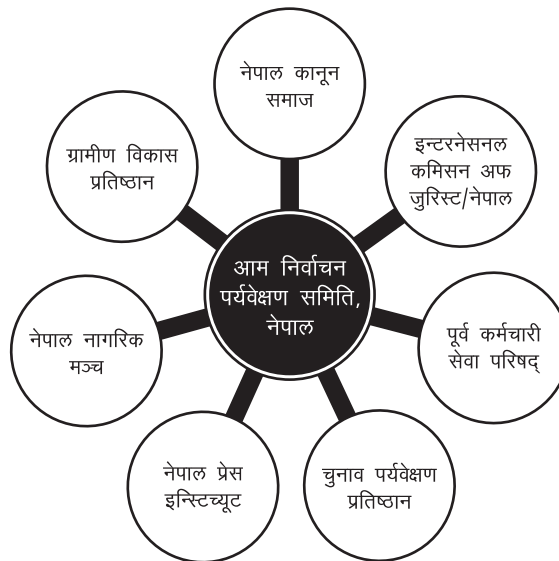 नेपाल कानून
समाज
इन्टरनेसनल
कमिसन अफ
जुरिस्ट/नेपाल
पूर्व कर्मचारी
सेवा परिषद्
चुनाव पर्यवेक्षण
प्रतिष्ठान
नेपाल प्रेस
इन्स्टिच्यूट
नेपाल नागरिक
मञ्च
ग्रामीण विकास
प्रतिष्ठान
आम निर्वाचन
पर्यवेक्षण समिति,
नेपाल